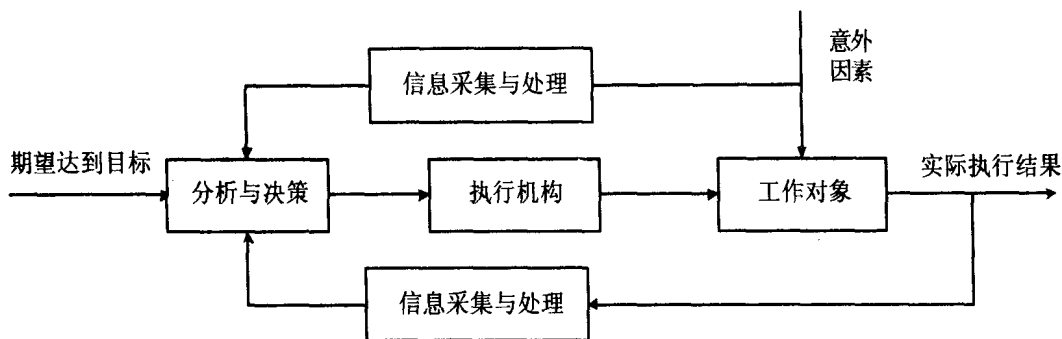 意外
因素
信息采集与处理
期望达到目标
分析与决策
执行机构
工作对象
实际执行结果
信息采集与处理